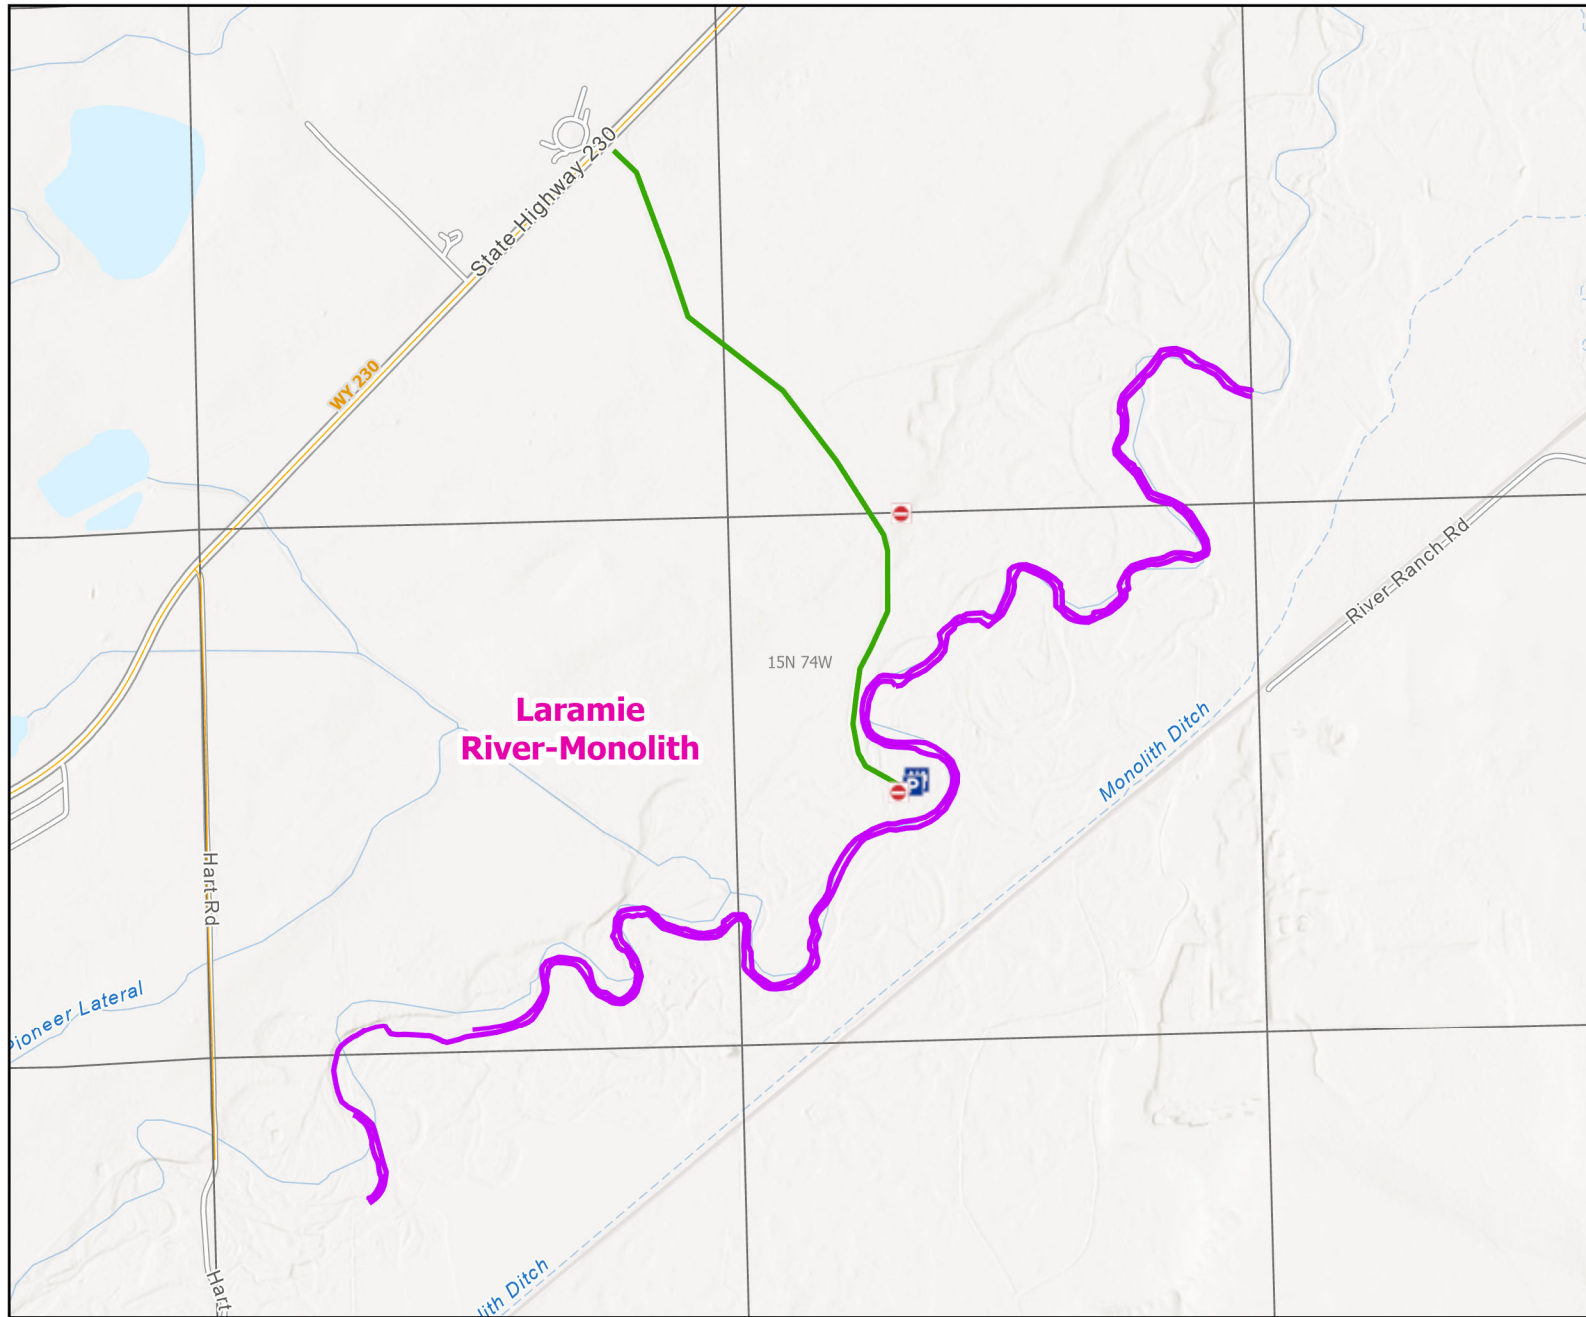 State Highway 230
WY 230
River Ranch Rd
15N 74W
Laramie
River-Monolith
Monolith Ditch
P
Hart Rd
Pioneer Lateral
lith Ditch
Hart